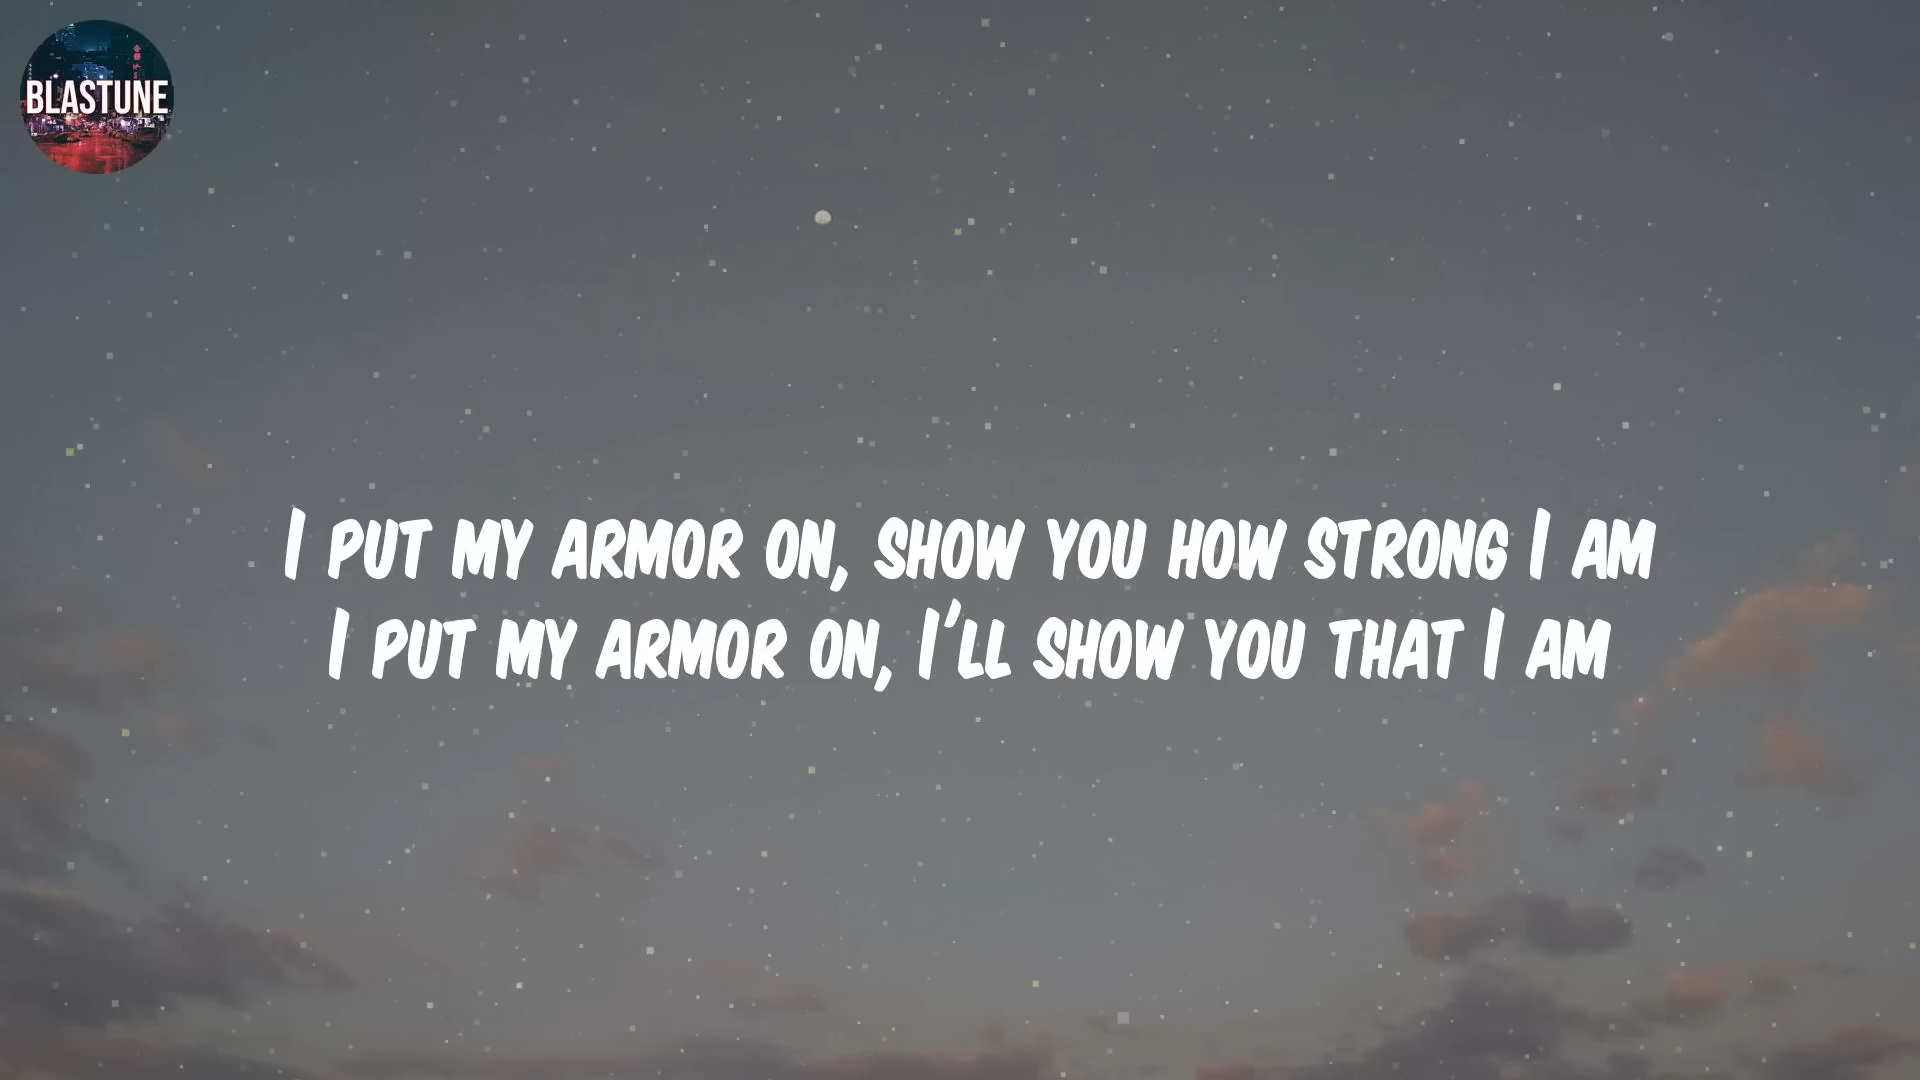 BLASTUNE
I PUT MY ARMOR ON, SHOW YOU HOW STRONG I AM
I PUT MY ARMOR ON, I'LL SHOW YOU THAT I AM